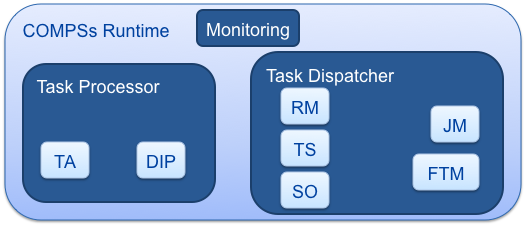 COMPSs Runtime
Monitoring
Task Processor
TA
DIP
Task Dispatcher
RM
TS
SO
JM
FTM